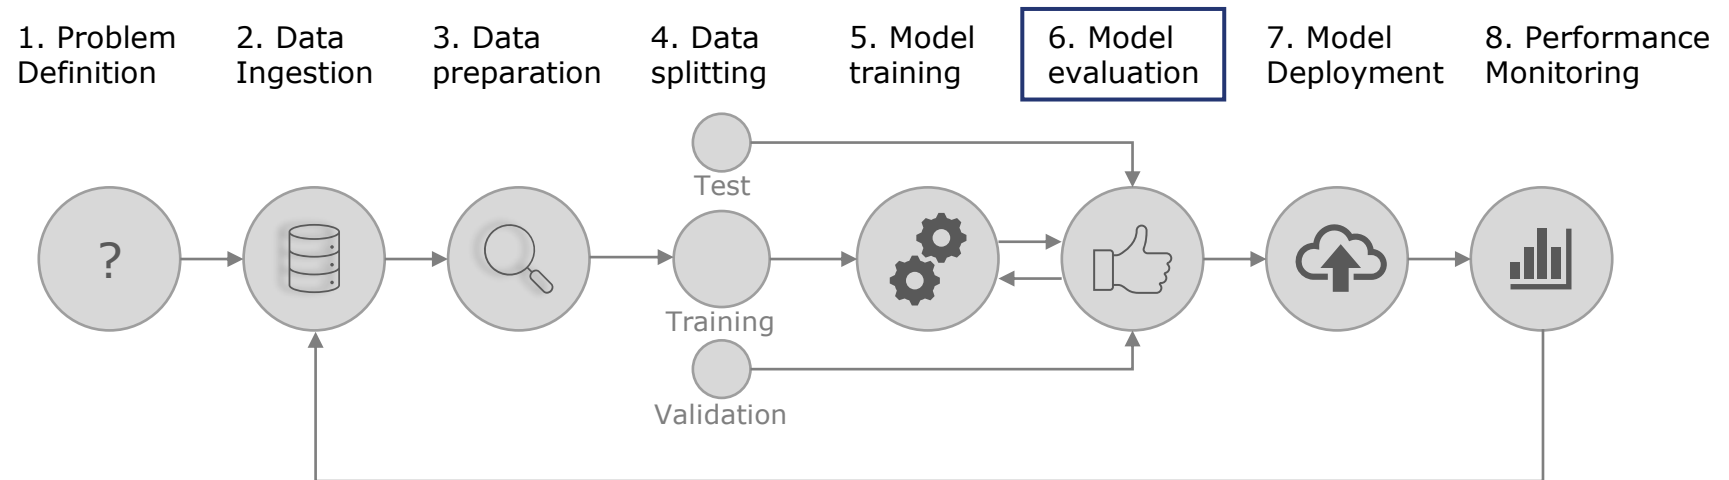 1. Problem
Definition
2. Data
Ingestion
3. Data
preparation
4. Data
splitting
5. Model
training
6. Model
evaluation
7. Model
Deployment
8. Performance
Monitoring
Test
?
Training
Validation